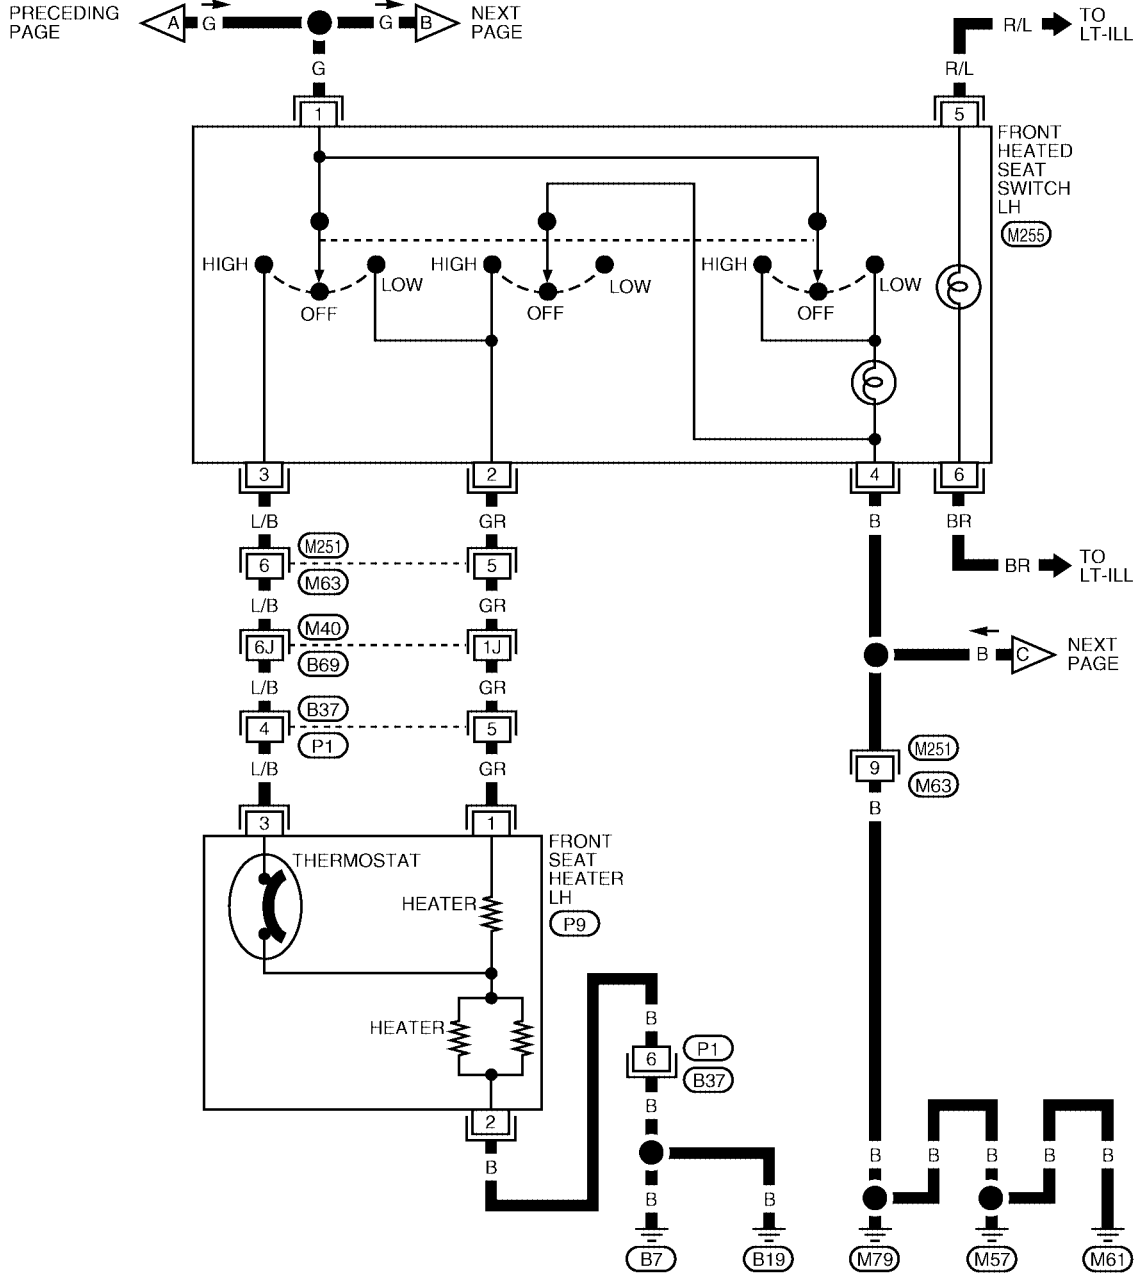 PRECEDING
PAGE
A
G
G
B
NEXT
PAGE
R/L
TO
LT-ILL
G
R/L
1
5
FRONT
HEATED
SEAT
SWITCH
LH
M255
HIGH
LOW
OFF
HIGH
LOW
OFF
HIGH
LOW
OFF
3
2
4
6
L/B
GR
B
BR
6
M251
M63
5
BR
TO
LT-ILL
L/B
GR
6J
M40
B69
1J
B
C
NEXT
PAGE
L/B
GR
4
B37
P1
5
L/B
GR
9
M251
M63
B
3
1
FRONT
SEAT
HEATER
LH
P9
THERMOSTAT
HEATER
HEATER
B
6
P1
B37
B
2
B
B
B
B
B
B
B
B
B
B7
B19
M79
M57
M61